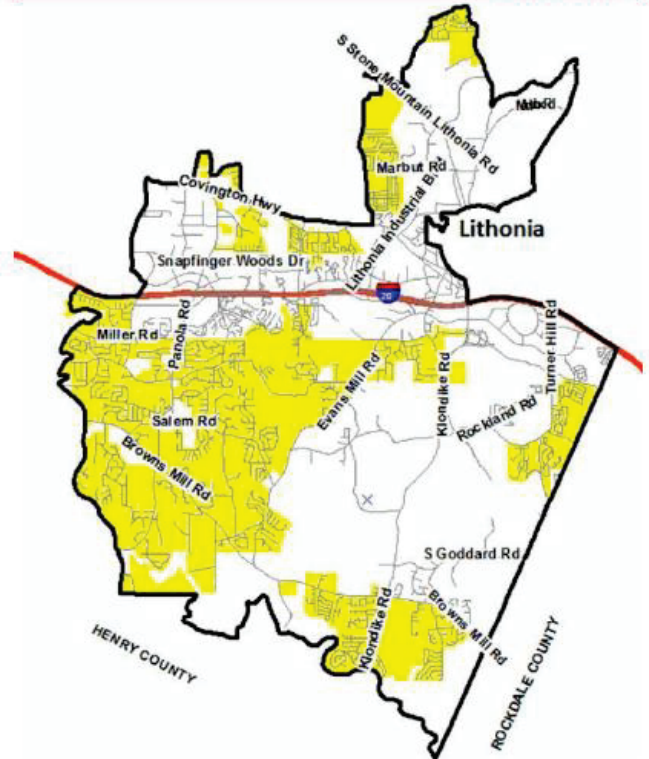 S Stone Mountain Lithonia Rd
Marbut Rd
Covington Hwy
Lithonia Industrial B
Lithonia
Snapfinger Woods Dr
20
Miller Rd
Panola Rd
Turner Hill Rd
Evans Mill Rd
Klondike Rd
Salem Rd
Rockland Rd
Browns Mill Rd
S Goddard Rd
Browns Mill Rd
Klondike Rd
HENRY COUNTY
ROCKDALE COUNTY